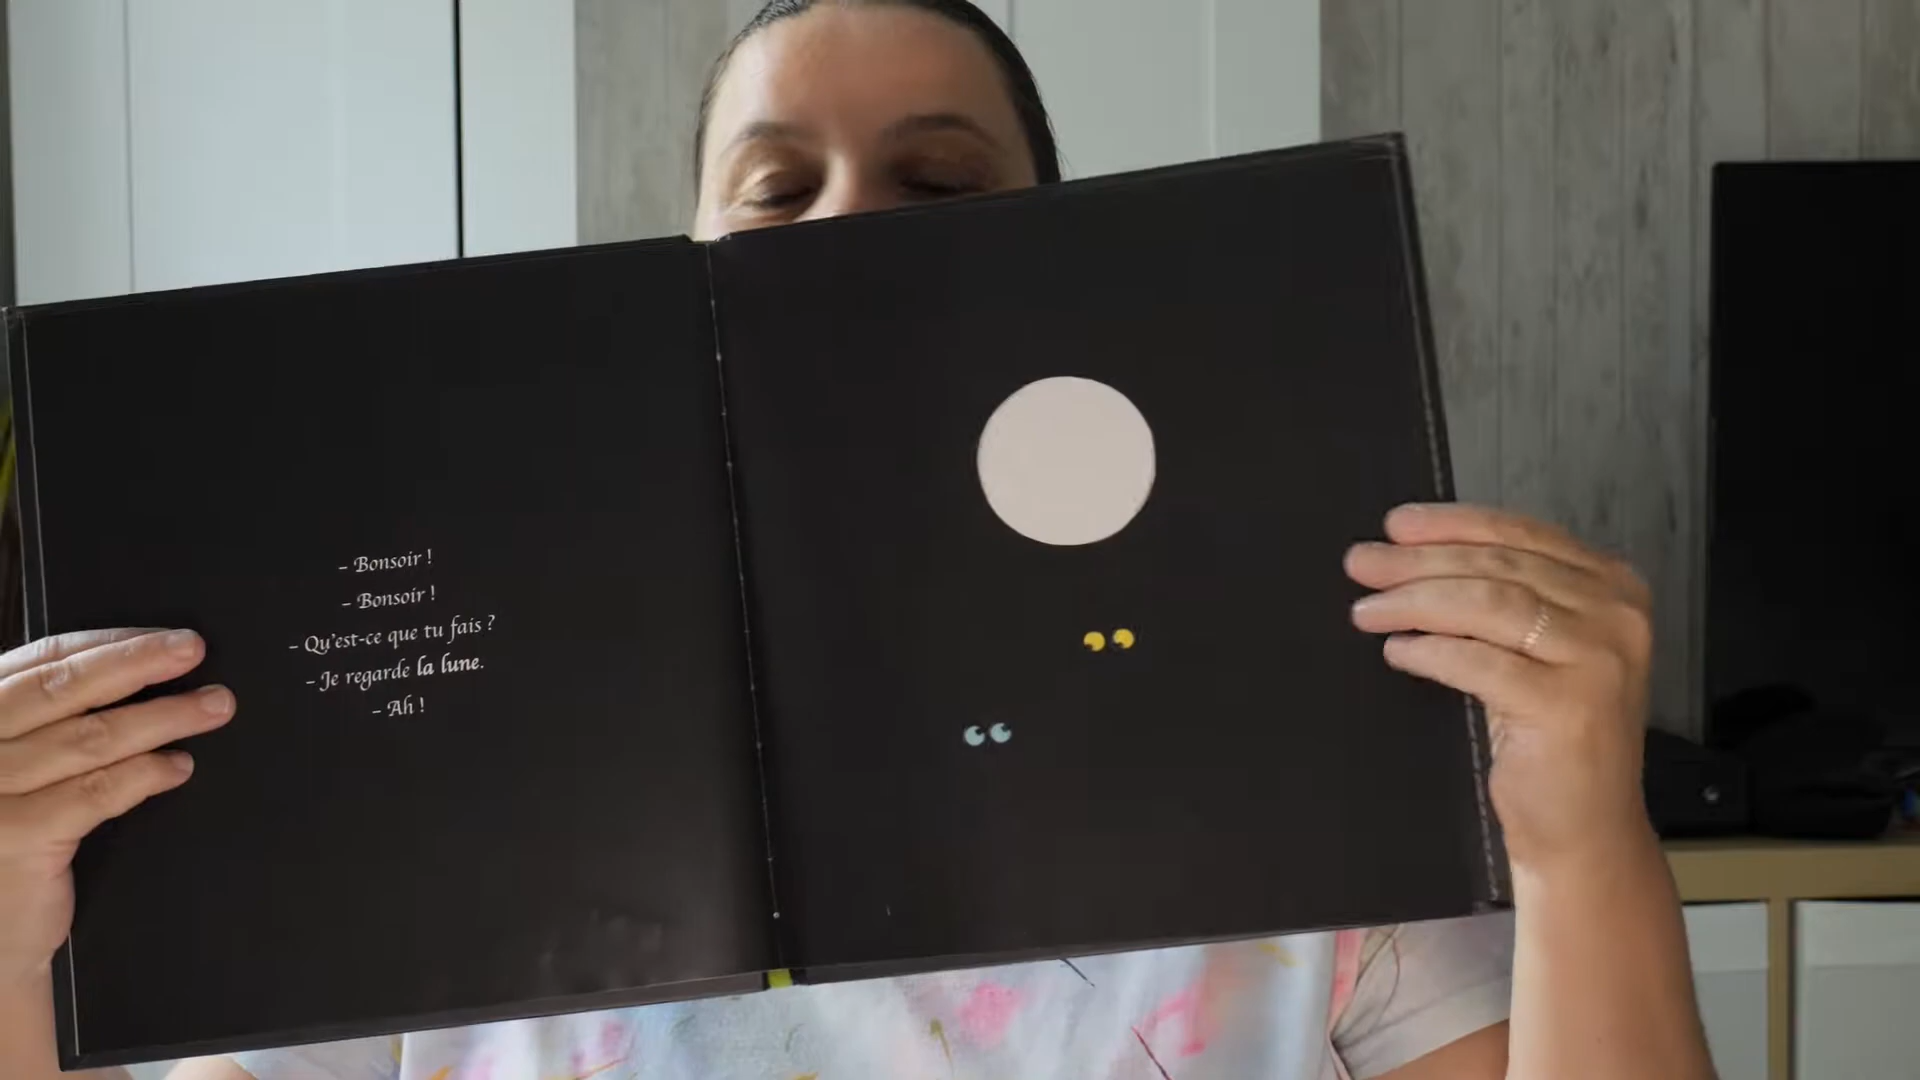 – Bonsoir !
– Bonsoir !
– Qu'est-ce que tu fais ?
– Je regarde la lune.
– Ah !